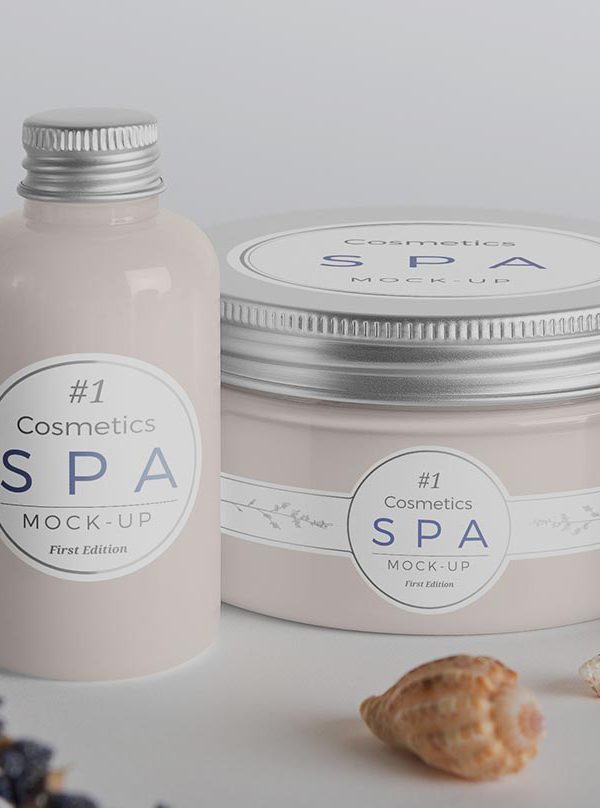 #1
Cosmetics
SPA
MOCK-UP
First Edition
Cosmetics
SPA
MOCK-UP
#1
Cosmetics
SPA
MOCK-UP
First Edition